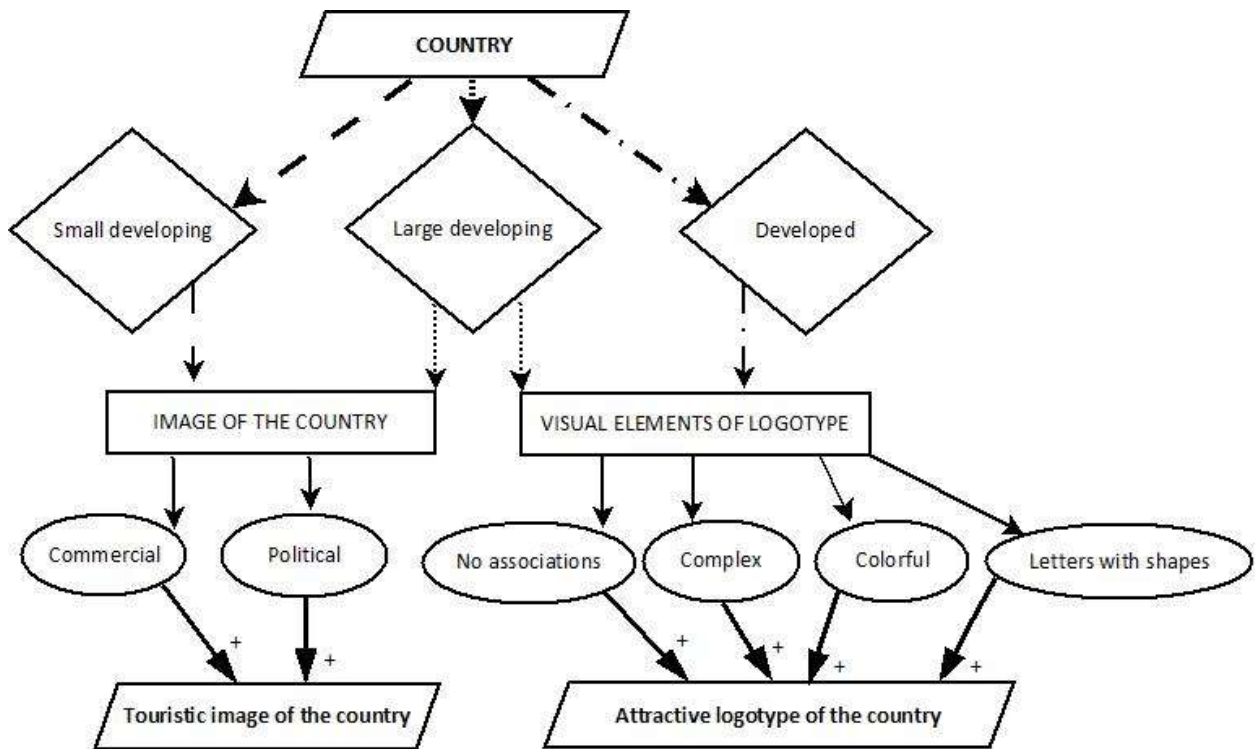 COUNTRY
Small developing
Large developing
Developed
IMAGE OF THE COUNTRY
VISUAL ELEMENTS OF LOGOTYPE
Commercial
Political
No associations
Complex
Colorful
Letters with shapes
+
+
+
+
+
+
Touristic image of the country
Attractive logotype of the country